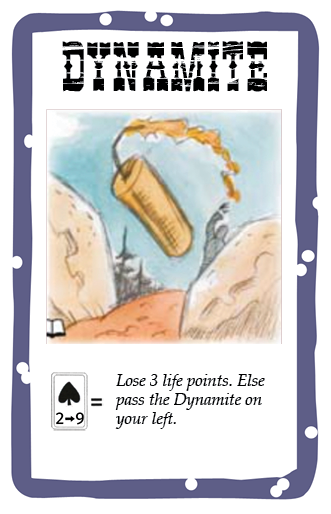 DYNAMITE
2→9 =
Lose 3 life points. Else
pass the Dynamite on
your left.